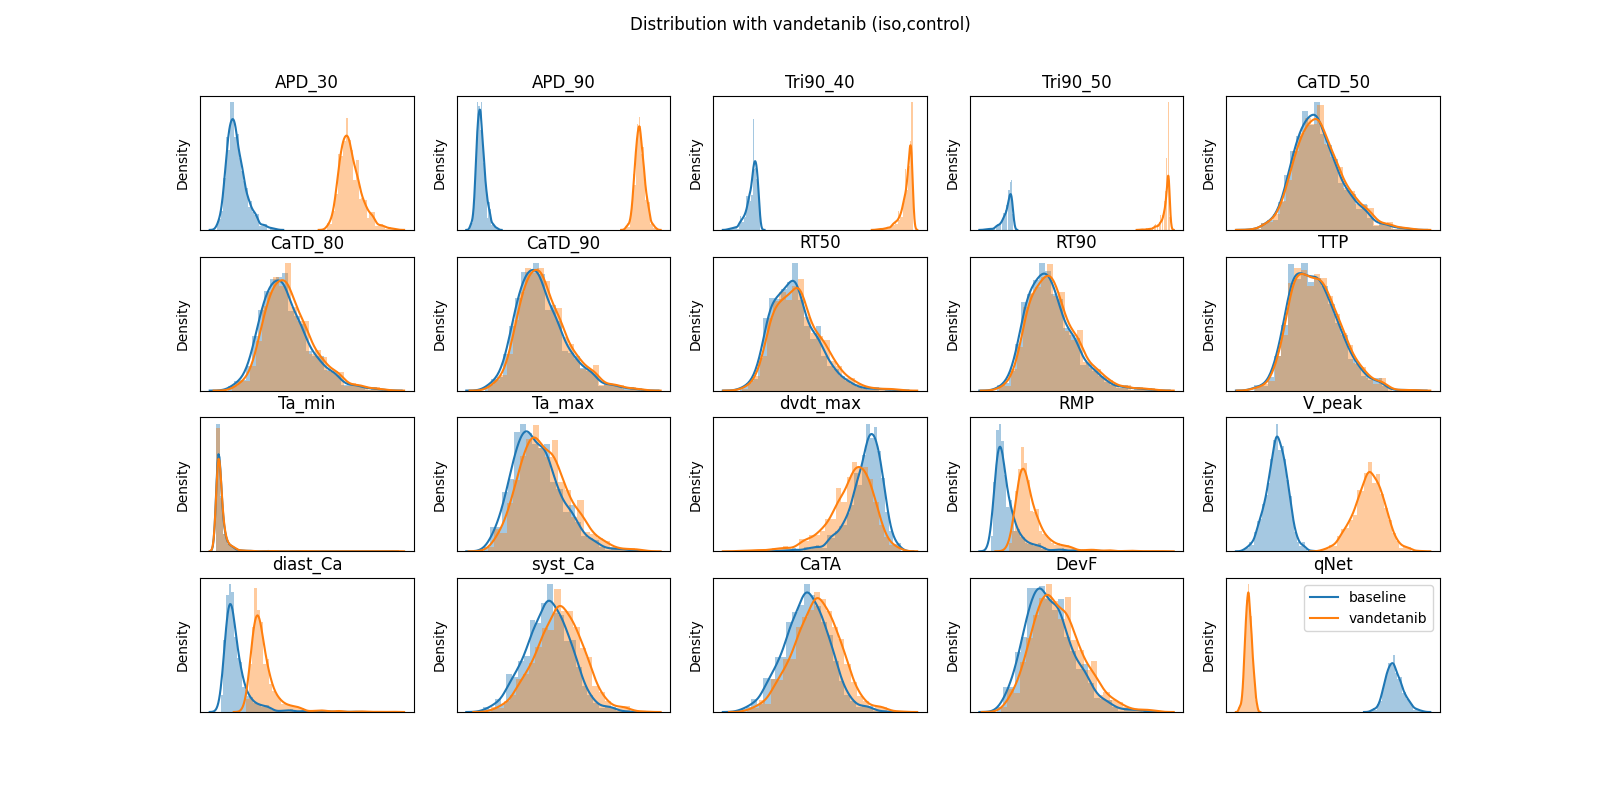 Distribution with vandetanib (iso,control)
APD_30
APD_90
Tri90_40
Tri90_50
CaTD_50
Density
Density
Density
Density
Density
CaTD_80
CaTD_90
RT50
RT90
TTP
Density
Density
Density
Density
Density
Ta_min
Ta_max
dvdt_max
RMP
V_peak
Density
Density
Density
Density
Density
diast_Ca
syst_Ca
CaTA
DevF
qNet
Density
Density
Density
Density
Density
baseline
vandetanib